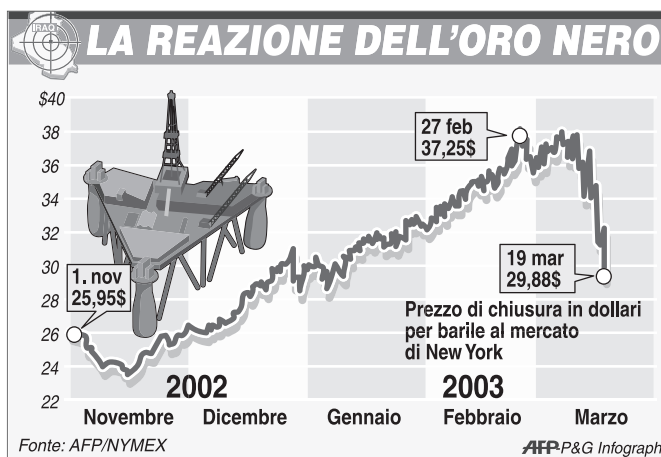 IRAQ
LA REAZIONE DELL'ORO NERO
$40
38
36
34
32
30
28
26
24
22
1. nov
25,95$
27 feb
37,25$
19 mar
29,88$
Prezzo di chiusura in dollari
per barile al mercato
di New York
2002
2003
Novembre Dicembre Gennaio Febbraio Marzo
Fonte: AFP/NYMEX
AFP-P&G Infograph